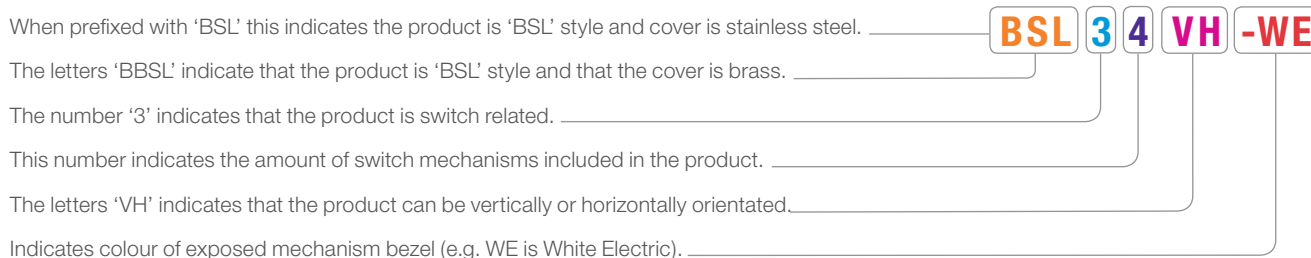 When prefixed with ‘BSL’ this indicates the product is ‘BSL’ style and cover is stainless steel. BSL 3 4 VH -WE
The letters ‘BBSL’ indicate that the product is ‘BSL’ style and that the cover is brass.
The number ‘3’ indicates that the product is switch related.
This number indicates the amount of switch mechanisms included in the product.
The letters ‘VH’ indicates that the product can be vertically or horizontally orientated.
Indicates colour of exposed mechanism bezel (e.g. WE is White Electric).